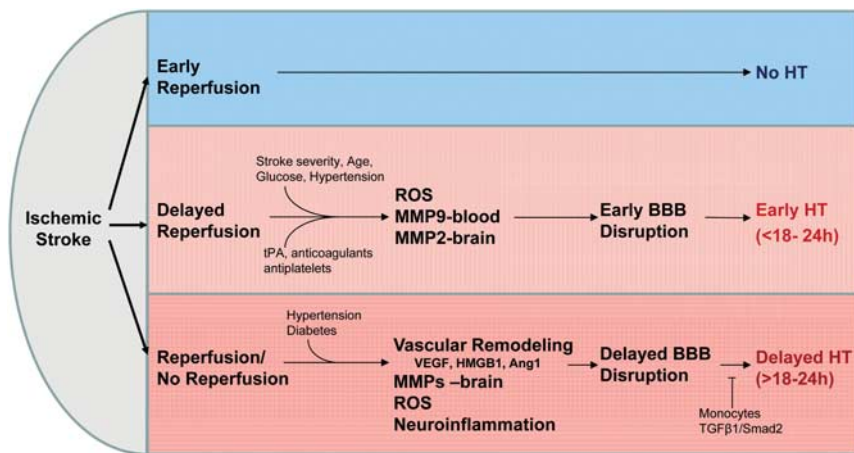 Early
Reperfusion
No HT
Ischemic
Stroke
Stroke severity, Age,
Glucose, Hypertension
Delayed
Reperfusion
tPA, anticoagulants
antiplatelets
ROS
MMP9-blood
MMP2-brain
Early BBB
Disruption
Early HT
(<18- 24h)
Hypertension
Diabetes
Reperfusion/
No Reperfusion
Vascular Remodeling
VEGF, HMGB1, Ang1
MMPs –brain
ROS
Neuroinflammation
Delayed BBB
Disruption
Delayed HT
(>18-24h)
Monocytes
TGFβ1/Smad2